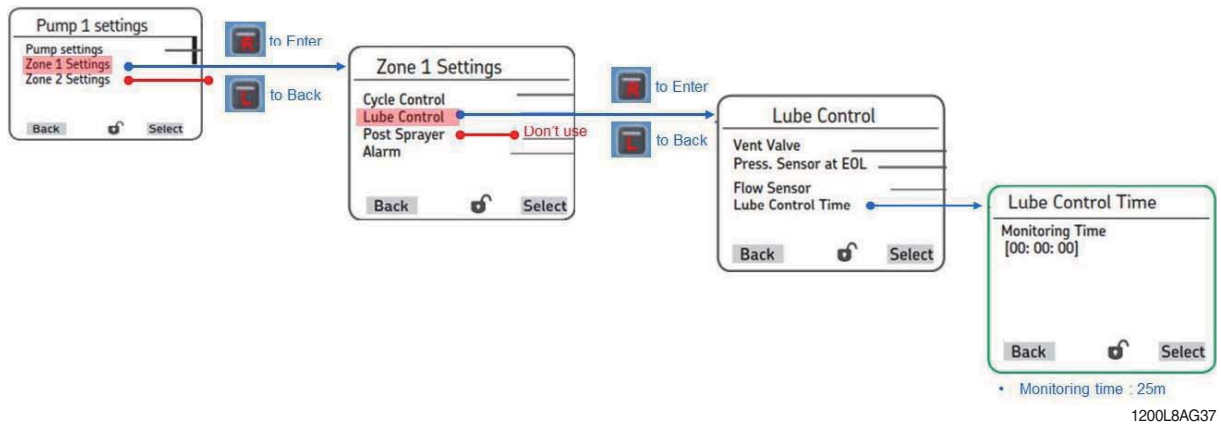 Pump 1 settings
Pump settings
Zone 1 Settings
Zone 2 Settings
Back
Select
R
to Enter
L
to Back
Zone 1 Settings
Cycle Control
Lube Control
Post Sprayer
Don't use
Alarm
Back
Select
R
to Enter
L
to Back
Lube Control
Vent Valve
Press. Sensor at EOL
Flow Sensor
Lube Control Time
Back
Select
Lube Control Time
Monitoring Time
[00: 00: 00]
Back
Select
• Monitoring time : 25m
1200L8AG37